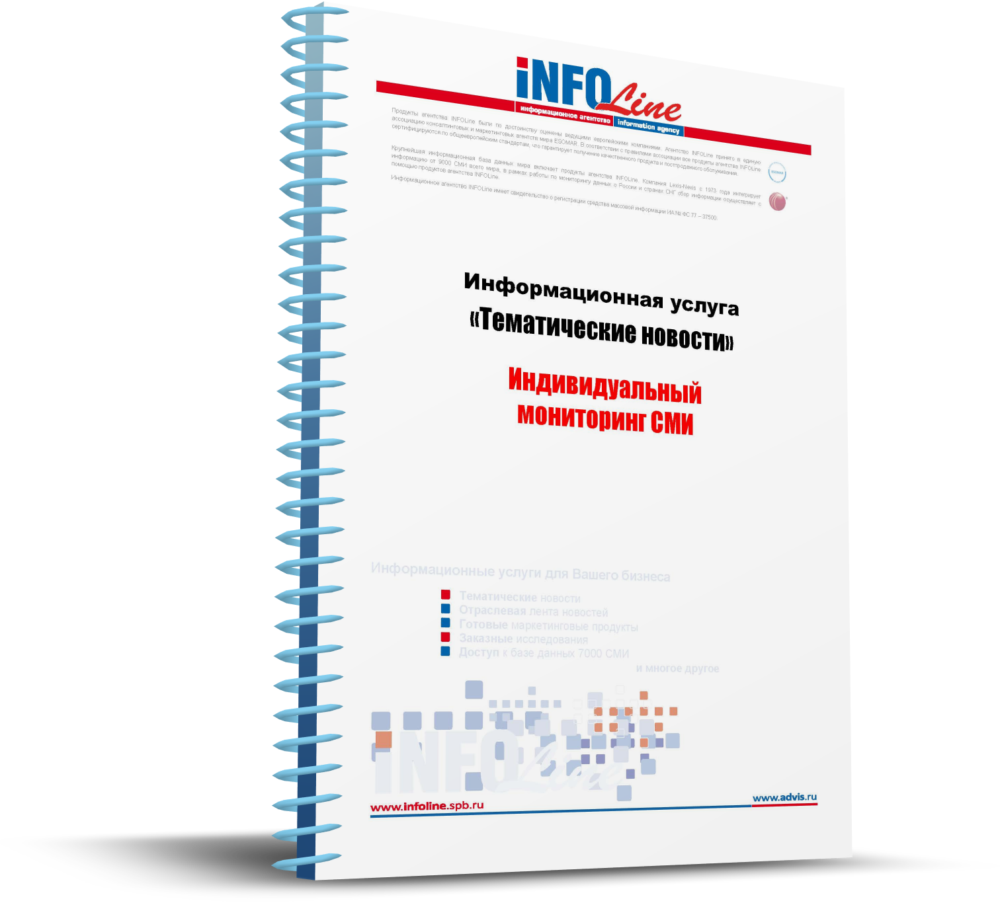 iNFO Line
информационное агентство information agency
Продукты агентства INFOLine были по достоинству оценены ведущими европейскими компаниями. Агентство INFOLine принято в единую
ассоциацию консалтинговых и маркетинговых агентств мира ESOMAR. В соответствии с правилами ассоциации все продукты агентства INFOLine
сертифицируются по общеевропейским стандартам, что гарантирует получение качественного продукта и постпродажного обслуживания.
Крупнейшая информационная база данных мира включает продукты агентства INFOLine. Компания Lexis-Nexis с 1973 года интегрирует
информацию от 9000 СМИ всего мира, в рамках работы по мониторингу данных о России и странах СНГ сбор информации осуществляет с
помощью продуктов агентства INFOLine.
Информационное агентство INFOLine имеет свидетельство о регистрации средства массовой информации ИА № ФС 77 – 37500.
ESOMAR
Информационная услуга
«Тематические новости»
Индивидуальный
мониторинг СМИ
Информационные услуги для Вашего бизнеса
Тематические новости
Отраслевая лента новостей
Готовые маркетинговые продукты
Заказные исследования
Доступ к базе данных 7000 СМИ
и многое другое
iNFO Line
www.infoline.spb.ru
www.advis.ru